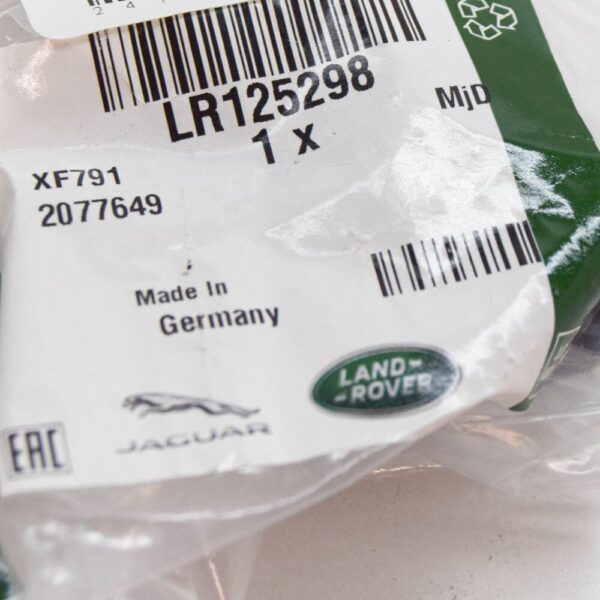 LR125298
MjD
1 x
XF791
2077649
Made In
Germany
LAND
ROVER
JAGUAR
EAC